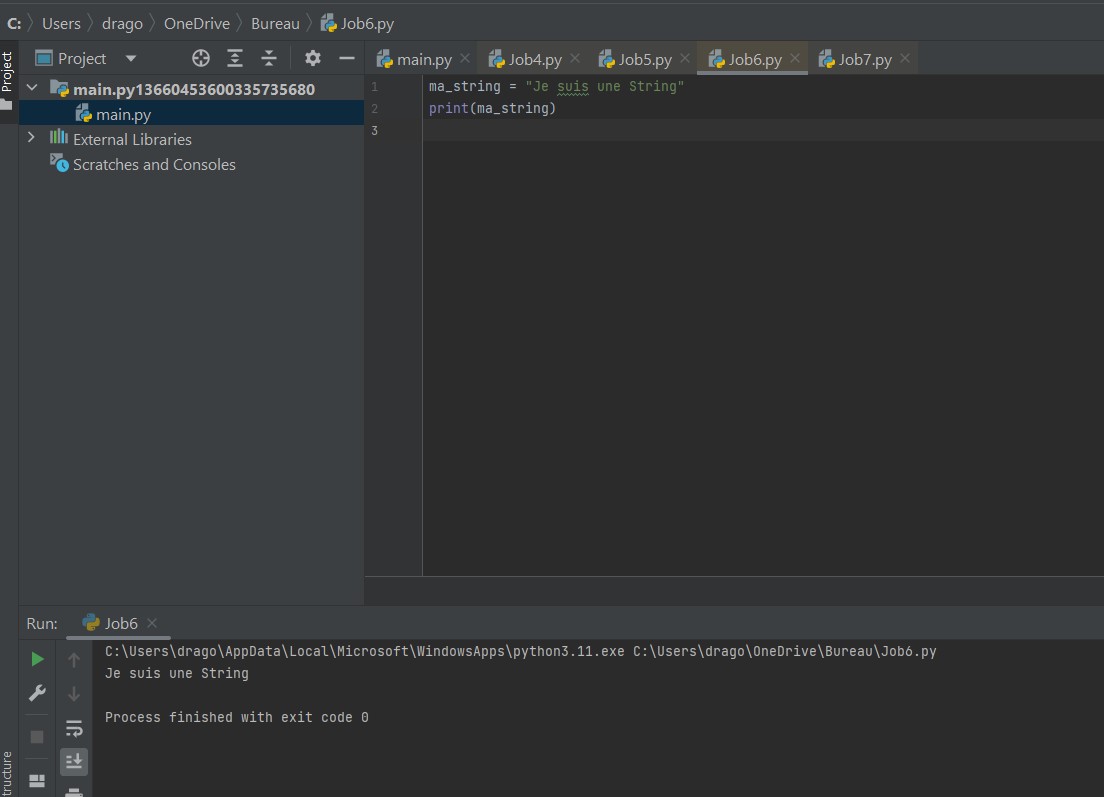 C: Users drago OneDrive Bureau Job6.py
Project
Project
main.py Job4.py Job5.py Job6.py Job7.py
main.py13660453600335735680
main.py
External Libraries
Scratches and Consoles
1 ma_string = "Je suis une String"
2 print(ma_string)
3
Run: Job6
C:\Users\drago\AppData\Local\Microsoft\WindowsApps\python3.11.exe C:\Users\drago\OneDrive\Bureau\Job6.py
Je suis une String
Process finished with exit code 0
tructure